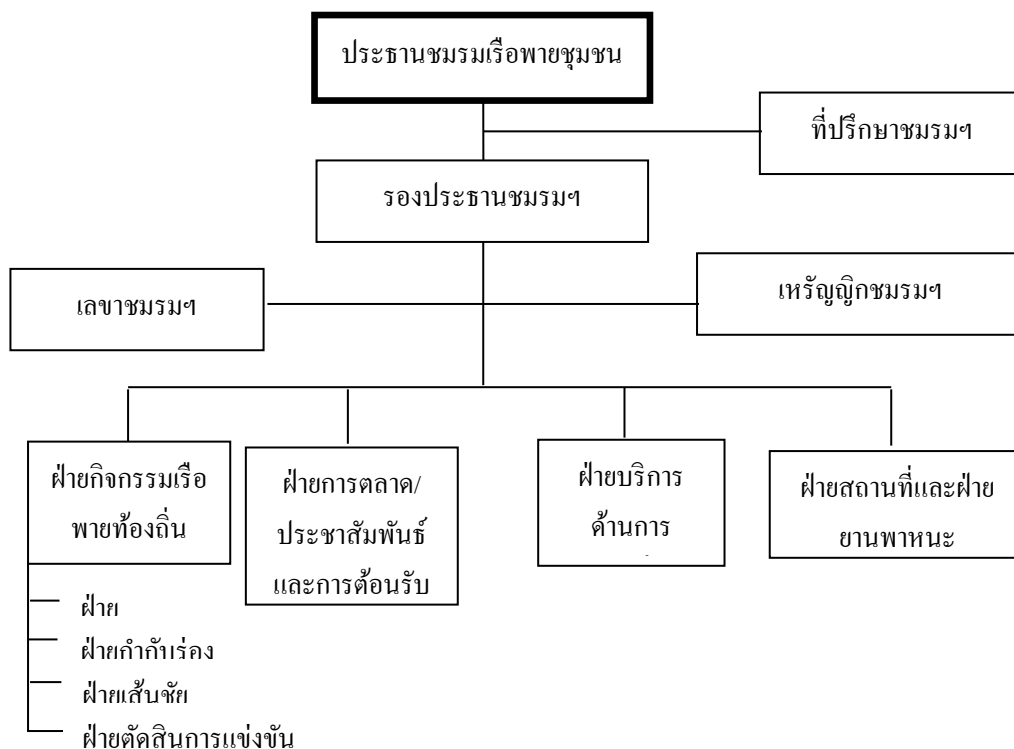 ประธานชมรมเรือพายชุมชน
ที่ปรึกษาชมรมฯ
รองประธานชมรมฯ
เลขาชมรมฯ
เหรัญญิกชมรมฯ
ฝ่ายกิจกรรมเรือ
พายท้องถิ่น
ฝ่ายการตลาด/
ประชาสัมพันธ์
และการต้อนรับ
ฝ่ายบริการ
ด้านการ
ฝ่ายสถานที่และฝ่าย
ยานพาหนะ
ฝ่าย
ฝ่ายกำกับร่อง
ฝ่ายเส้นชัย
ฝ่ายตัดสินการแข่งขัน